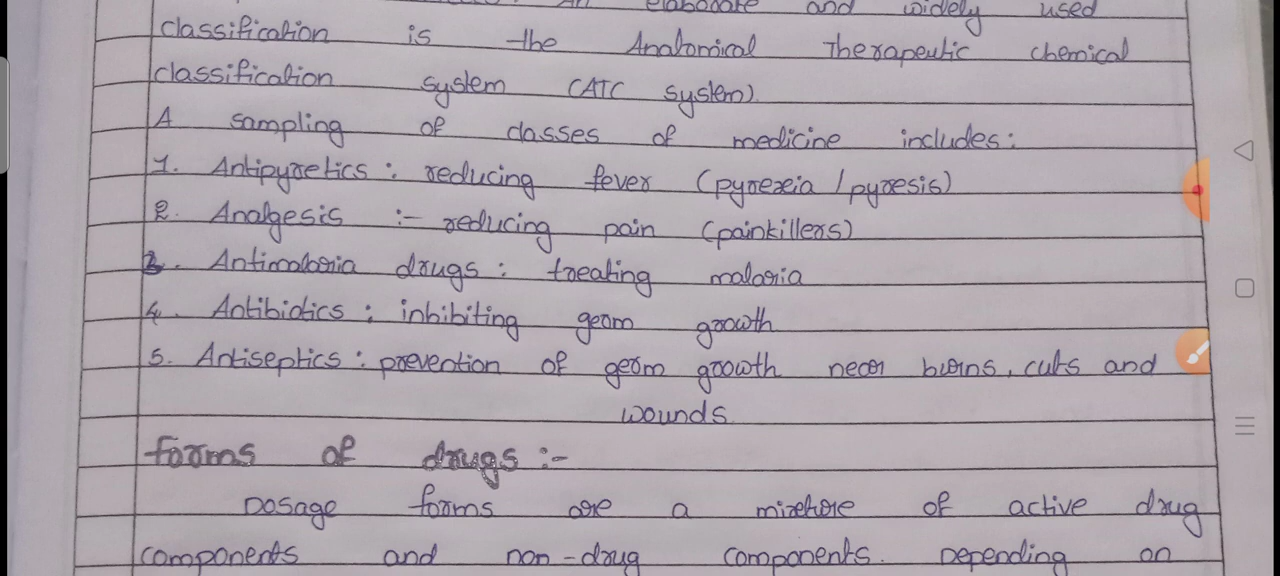 An elaborate and widely used
classification is the Anatomical Therapeutic chemical
classification system (ATC system).
A sampling of classes of medicine includes:
1. Antipyretics : reducing fever (pyrexeia / pyresis)
2. Analgesis :- reducing pain (painkillers)
3. Antimalaria drugs : treating malaria
4. Antibiotics : inhibiting germ growth
5. Antiseptics : prevention of germ growth near burns, cuts and
wounds.
forms of drugs :-
Dosage forms are a mixture of active drug
components and non-drug components. Depending on